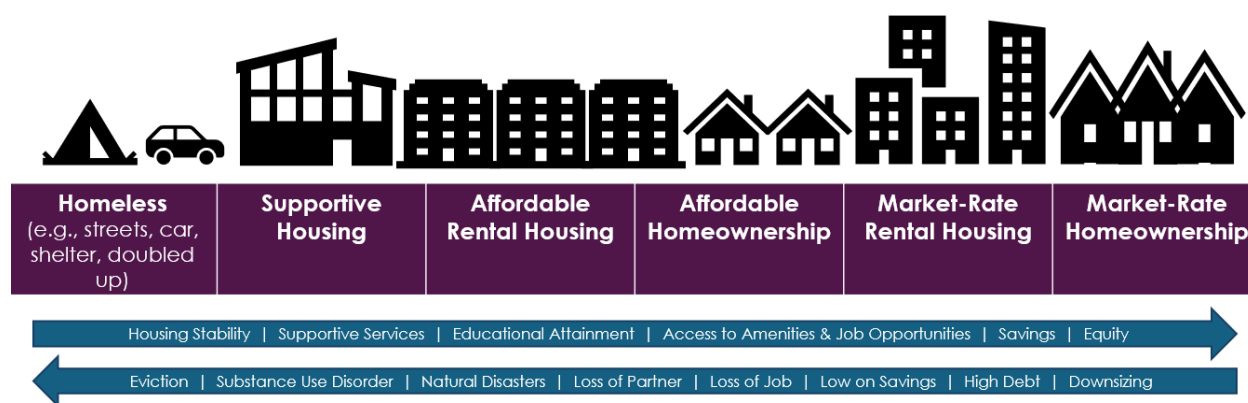 Homeless
(e.g., streets, car,
shelter, doubled
up)
Supportive
Housing
Affordable
Rental Housing
Affordable
Homeownership
Market-Rate
Rental Housing
Market-Rate
Homeownership
Housing Stability | Supportive Services | Educational Attainment | Access to Amenities & Job Opportunities | Savings | Equity
Eviction | Substance Use Disorder | Natural Disasters | Loss of Partner | Loss of Job | Low on Savings | High Debt | Downsizing